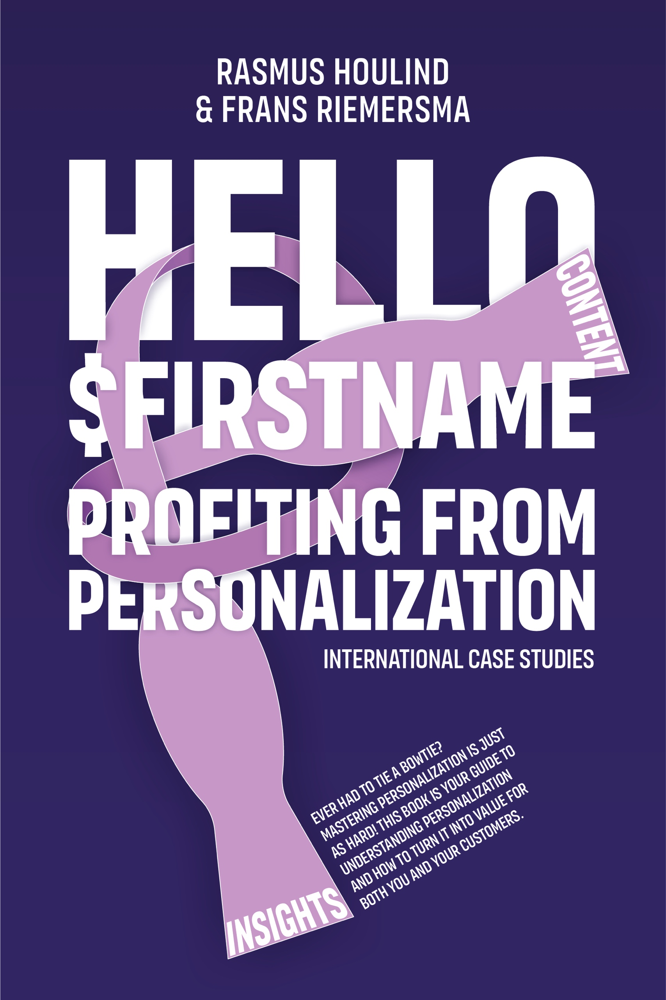 RASMUS HOULIND
& FRANS RIEMERSMA
HELLO
CONTENT
$FIRSTNAME
PROFITING FROM
PERSONALIZATION
INTERNATIONAL CASE STUDIES
EVER HAD TO TIE A BOWTIE?
MASTERING PERSONALIZATION IS JUST
AS HARD! THIS BOOK IS YOUR GUIDE TO
UNDERSTANDING PERSONALIZATION
AND HOW TO TURN IT INTO VALUE FOR
BOTH YOU AND YOUR CUSTOMERS.
INSIGHTS